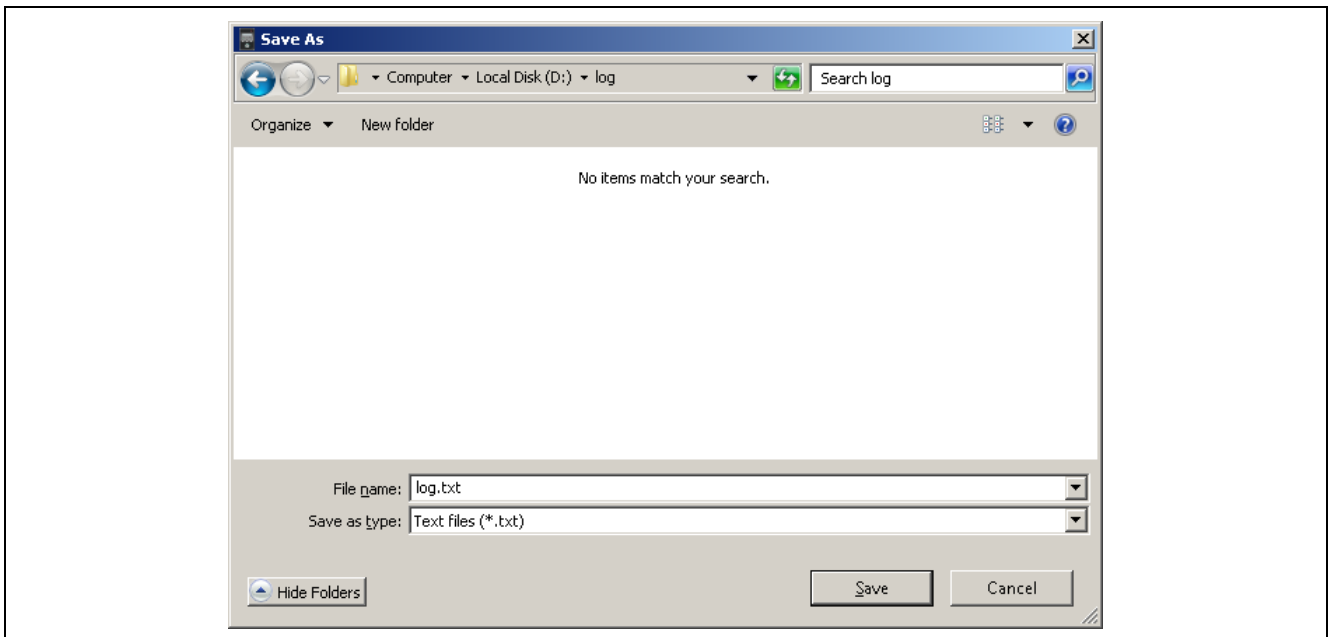 Save As
Computer Local Disk (D:) log Search log
Organize New folder
No items match your search.
File name: log.txt
Save as type: Text files (*.txt)
Hide Folders Save Cancel